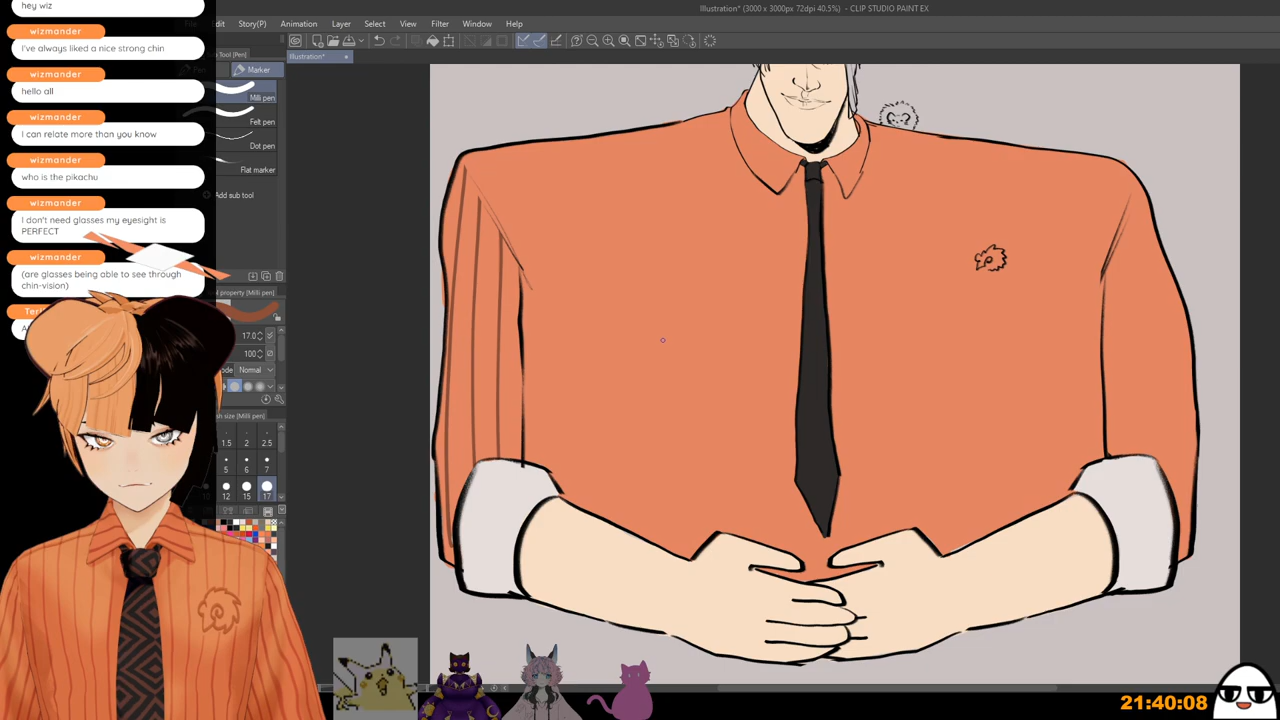 Illustration* (3000 x 3000px 72dpi 40.5%) - CLIP STUDIO PAINT EX
Edit Story(P) Animation Layer Select View Filter Window Help
Illustration*
hey wiz
wizmander
I've always liked a nice strong chin
wizmander
hello all
wizmander
I can relate more than you know
wizmander
who is the pikachu
wizmander
I don't need glasses my eyesight is
PERFECT
wizmander
(are glasses being able to see through
chin-vision)
Tool [Pen]
Marker
Milli pen
Felt pen
Dot pen
Flat marker
Add sub tool
property [Milli pen]
17.0
100
Normal
size [Milli pen]
1.5 2 2.5
5 6 7
12 15 17
21:40:08